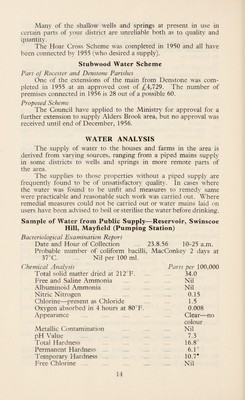 Many of the shallow wells and springs at present in use in
certain parts of your district are unreliable both as to quality and
quantity.
The Hoar Cross Scheme was completed in 1950 and all have
been connected by 1955 (who desired a supply).
Stubwood Water Scheme
Part of Rocester and Denstone Parishes
One of the extensions of the main from Denstone was com-
pleted in 1955 at an approved cost of £4,729. The number of
premises connected in 1956 is 28 out of a possible 60.
Proposed Scheme
The Council have applied to the Ministry for approval for a
further extension to supply Alders Brook area, but no approval was
received until end of December, 1956.
WATER ANALYSIS
The supply of water to the houses and farms in the area is
derived from varying sources, ranging from a piped mains supply
in some districts to wells and springs in more remote parts of
the area.
The supplies to those properties without a piped supply are
frequently found to be of unsatisfactory quality. In cases where
the water was found to be unfit and measures to remedy same
were practicable and reasonable such work was carried out. Where
remedial measures could not be carried out or water mains laid on
users have been advised to boil or sterilise the water before drinking.
Sample of Water from Public Supply—Reservoir, Swinscoe
Hill, Mayfield (Pumping Station)
Bacteriological Examination Report
Date and Hour of Collection 23.8.56 10-25 a.m.
Probable number of coliform bacilli, MacConkey 2 days at
37°C. Nil per 100 ml.
Chemical Analysis Parts per 100,000
Total solid matter dried at 212°F. 34.0
Free and Saline Ammonia Nil
Albuminoid Ammonia Nil
Nitric Nitrogen 0.15
Chlorine—present as Chloride 1.5
Oxygen absorbed in 4 hours at 80°F. 0.008
Appearance Clear—no
colour
Metallic Contamination Nil
pH Value 7.3
Total Hardness 16.8°
Permanent Hardness 6.1°
Temporary Hardness 10.7°
Free Chlorine Nil
14